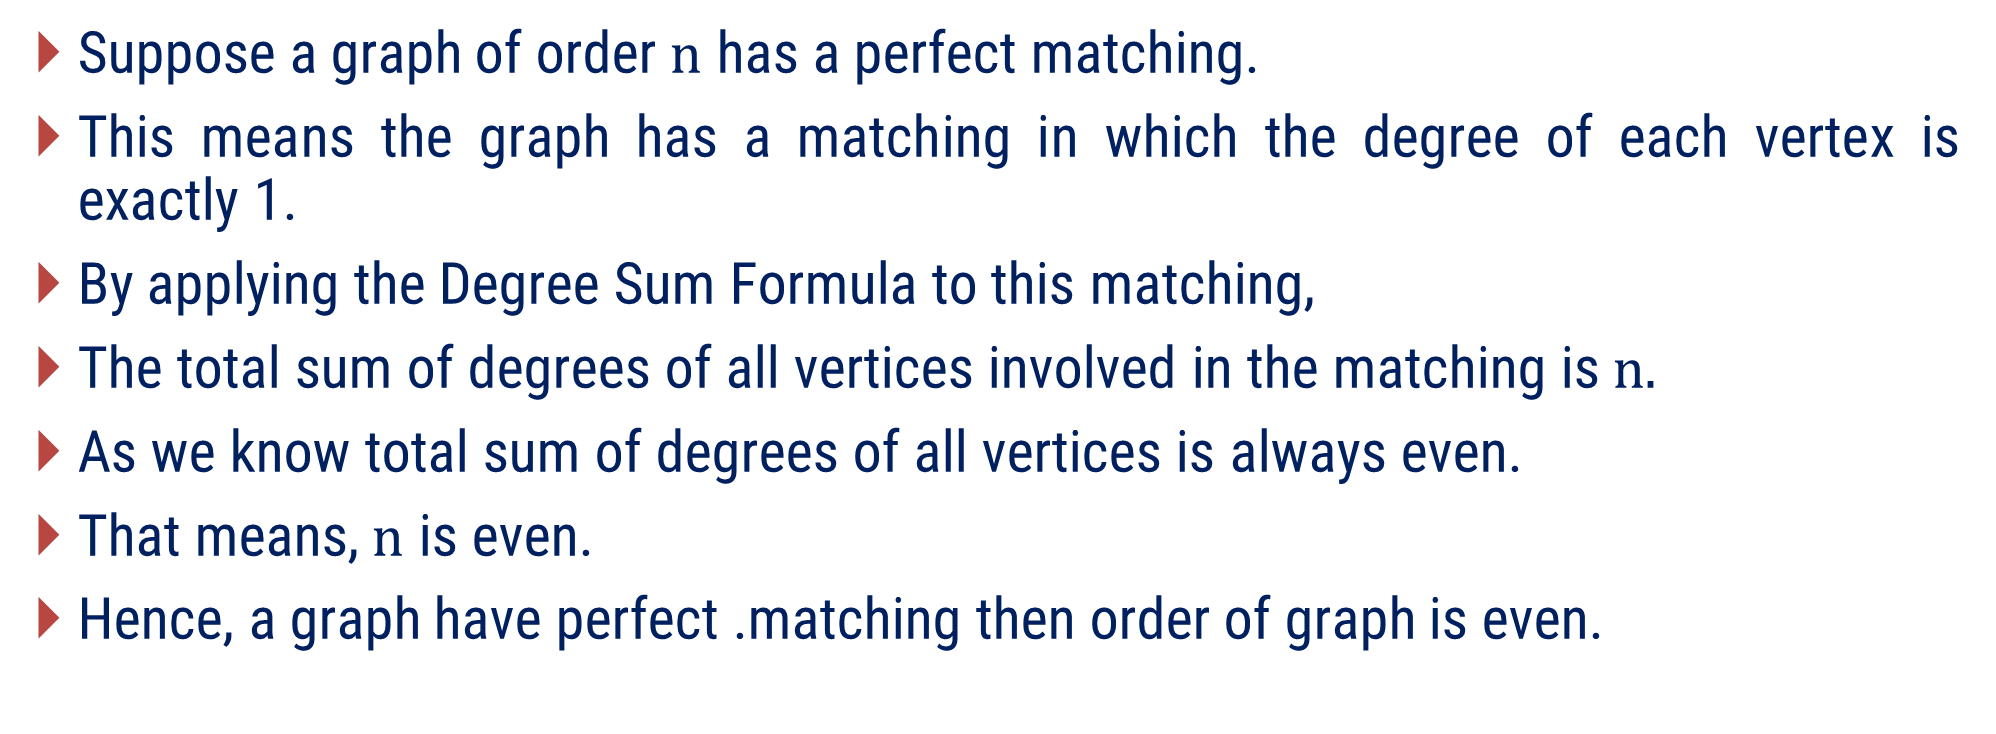 Suppose a graph of order n has a perfect matching.
This means the graph has a matching in which the degree of each vertex is
exactly 1.
By applying the Degree Sum Formula to this matching,
The total sum of degrees of all vertices involved in the matching is n.
As we know total sum of degrees of all vertices is always even.
That means, n is even.
Hence, a graph have perfect .matching then order of graph is even.